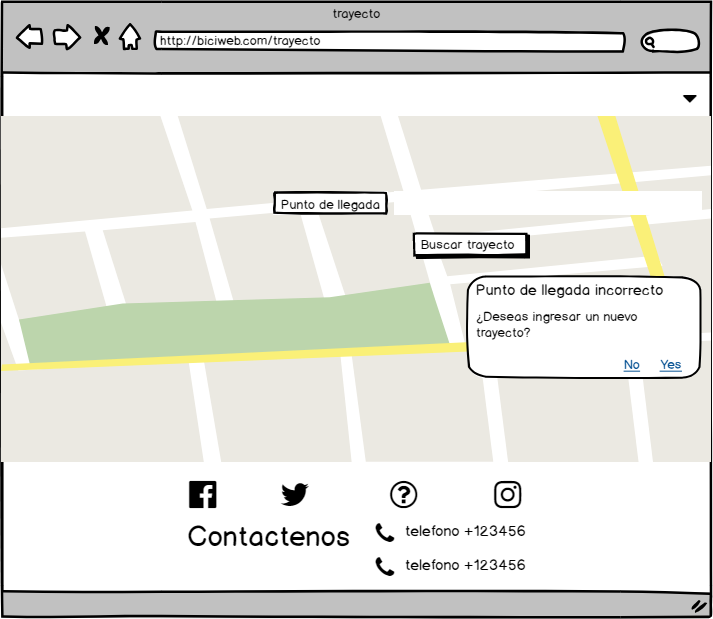 trayecto
http://biciweb.com/trayecto
Punto de llegada
Buscar trayecto
Punto de llegada incorrecto
¿Deseas ingresar un nuevo
trayecto?
No Yes
Contactenos
telefono +123456
telefono +123456